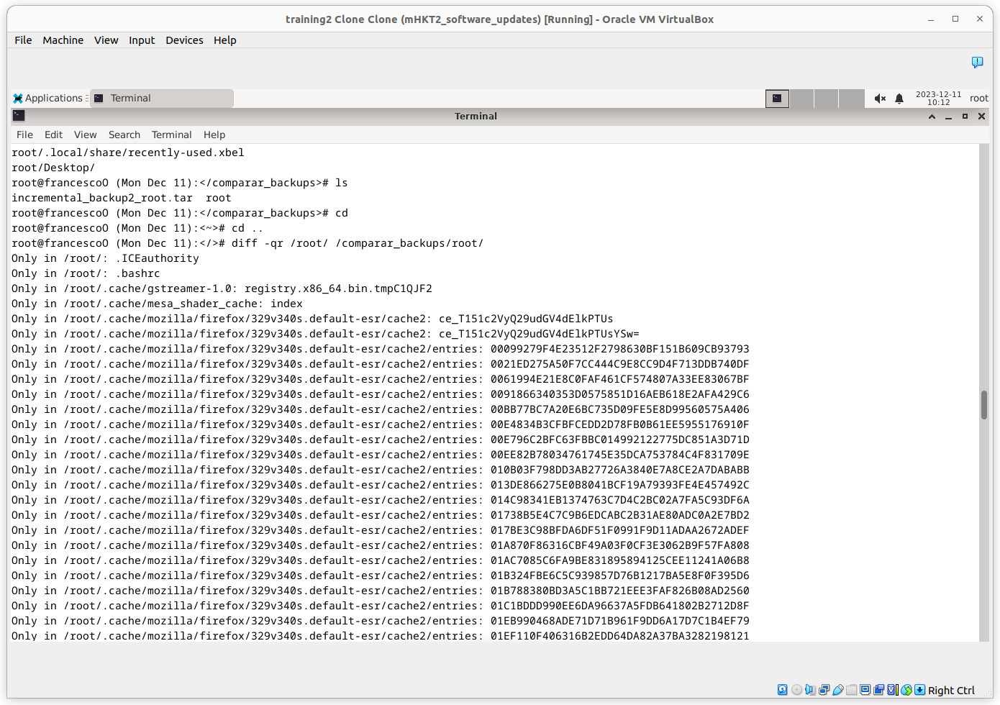 training2 Clone Clone (mHKT2_software_updates) [Running] - Oracle VM VirtualBox
File Machine View Input Devices Help
Applications Terminal 2023-12-11 10:12 root
Terminal
File Edit View Search Terminal Help
root/.local/share/recently-used.xbel
root/Desktop/
root@francescoO (Mon Dec 11):</comparar_backups># ls
incremental_backup2_root.tar  root
root@francescoO (Mon Dec 11):</comparar_backups># cd
root@francescoO (Mon Dec 11):<~># cd ..
root@francescoO (Mon Dec 11):</># diff -qr /root/ /comparar_backups/root/
Only in /root/: .ICEauthority
Only in /root/: .bashrc
Only in /root/.cache/gstreamer-1.0: registry.x86_64.bin.tmpC1QJF2
Only in /root/.cache/mesa_shader_cache: index
Only in /root/.cache/mozilla/firefox/329v340s.default-esr/cache2: ce_T151c2VyQ29udGV4dElkPTUs
Only in /root/.cache/mozilla/firefox/329v340s.default-esr/cache2: ce_T151c2VyQ29udGV4dElkPTUsYSw=
Only in /root/.cache/mozilla/firefox/329v340s.default-esr/cache2/entries: 00099279F4E23512F2798630BF151B609CB93793
Only in /root/.cache/mozilla/firefox/329v340s.default-esr/cache2/entries: 0021ED275A50F7CC444C9E8CC9D4F713DDB740DF
Only in /root/.cache/mozilla/firefox/329v340s.default-esr/cache2/entries: 0061994E21E8C0FAF461CF574807A33EE83067BF
Only in /root/.cache/mozilla/firefox/329v340s.default-esr/cache2/entries: 0091866340353D0575851D16AEB618E2AFA429C6
Only in /root/.cache/mozilla/firefox/329v340s.default-esr/cache2/entries: 00BB77BC7A20E6BC735D09FE5E8D99560575A406
Only in /root/.cache/mozilla/firefox/329v340s.default-esr/cache2/entries: 00E4834B3CFBFCEDD2D78FB0B61EE5955176910F
Only in /root/.cache/mozilla/firefox/329v340s.default-esr/cache2/entries: 00E796C2BFC63FBBC014992122775DC851A3D71D
Only in /root/.cache/mozilla/firefox/329v340s.default-esr/cache2/entries: 00EE82B78034761745E35DCA753784C4F831709E
Only in /root/.cache/mozilla/firefox/329v340s.default-esr/cache2/entries: 010B03F798DD3AB27726A3840E7A8CE2A7DABABB
Only in /root/.cache/mozilla/firefox/329v340s.default-esr/cache2/entries: 013DE866275E0B8041BCF19A79393FE4E457492C
Only in /root/.cache/mozilla/firefox/329v340s.default-esr/cache2/entries: 014C98341EB1374763C7D4C2BC02A7FA5C93DF6A
Only in /root/.cache/mozilla/firefox/329v340s.default-esr/cache2/entries: 01738B5E4C7C9B6EDCABC2B31AE80ADC0A2E7BD2
Only in /root/.cache/mozilla/firefox/329v340s.default-esr/cache2/entries: 017BE3C98BFDA6DF51F0991F9D11ADAA2672ADEF
Only in /root/.cache/mozilla/firefox/329v340s.default-esr/cache2/entries: 01A870F86316CBF49A03F0CF3E3062B9F57FA808
Only in /root/.cache/mozilla/firefox/329v340s.default-esr/cache2/entries: 01AC7085C6FA9BE831895894125CEE11241A06B8
Only in /root/.cache/mozilla/firefox/329v340s.default-esr/cache2/entries: 01B324FBE6C5C939857D76B1217BA5E8F0F395D6
Only in /root/.cache/mozilla/firefox/329v340s.default-esr/cache2/entries: 01B788380BD3A5C1BB721EEE3FAF826B08AD2560
Only in /root/.cache/mozilla/firefox/329v340s.default-esr/cache2/entries: 01C1BDDD990EE6DA96637A5FDB641802B2712D8F
Only in /root/.cache/mozilla/firefox/329v340s.default-esr/cache2/entries: 01EB990468ADE71D71B961F9DD6A17D7C1B4EF79
Only in /root/.cache/mozilla/firefox/329v340s.default-esr/cache2/entries: 01EF110F406316B2EDD64DA82A37BA3282198121
Right Ctrl